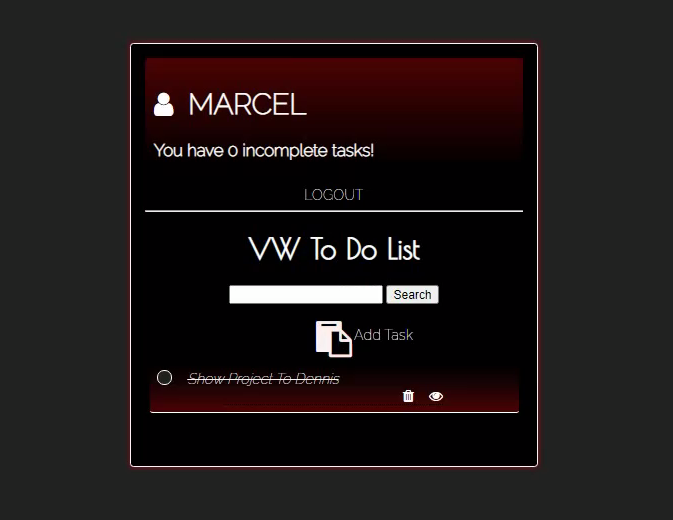 MARCEL
You have 0 incomplete tasks!
LOGOUT
VW To Do List
Search
Add Task
Show Project To Dennis